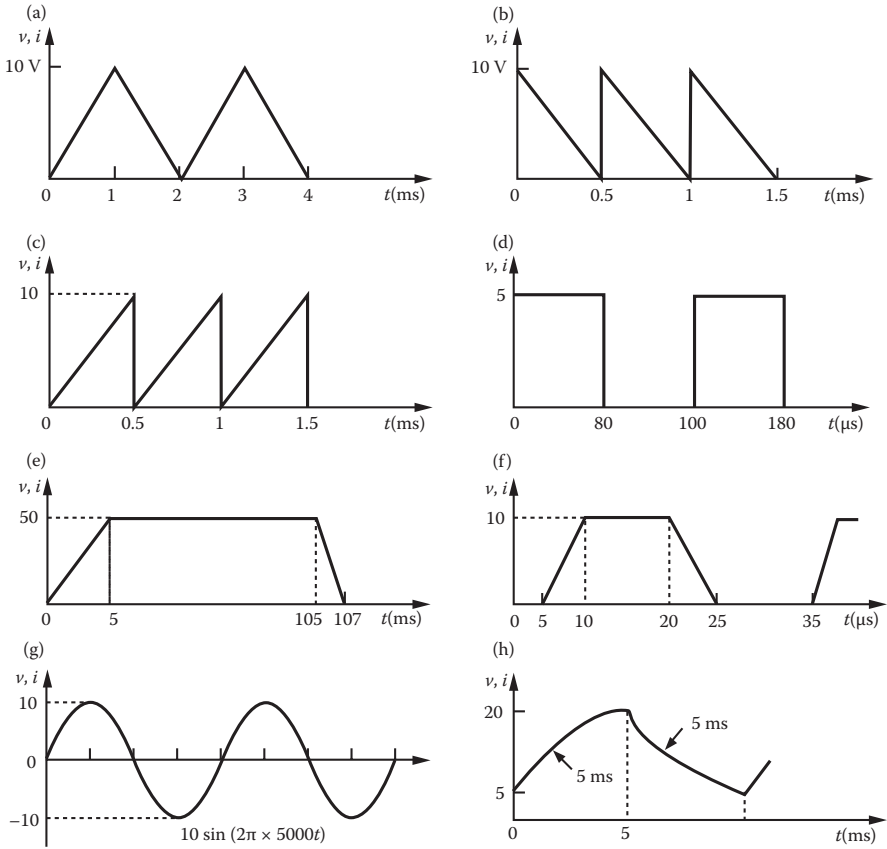 (a)
v, i
10 V
0 1 2 3 4 t(ms)
(b)
v, i
10 V
0 0.5 1 1.5 t(ms)
(c)
v, i
10
0 0.5 1 1.5 t(ms)
(d)
v, i
5
0 80 100 180 t(μs)
(e)
v, i
50
0 5 105 107 t(ms)
(f)
v, i
10
0 5 10 20 25 35 t(μs)
(g)
v, i
10
0
−10
10 sin (2π × 5000t)
(h)
v, i
20
5 ms
5 ms
5
0 5 t(ms)